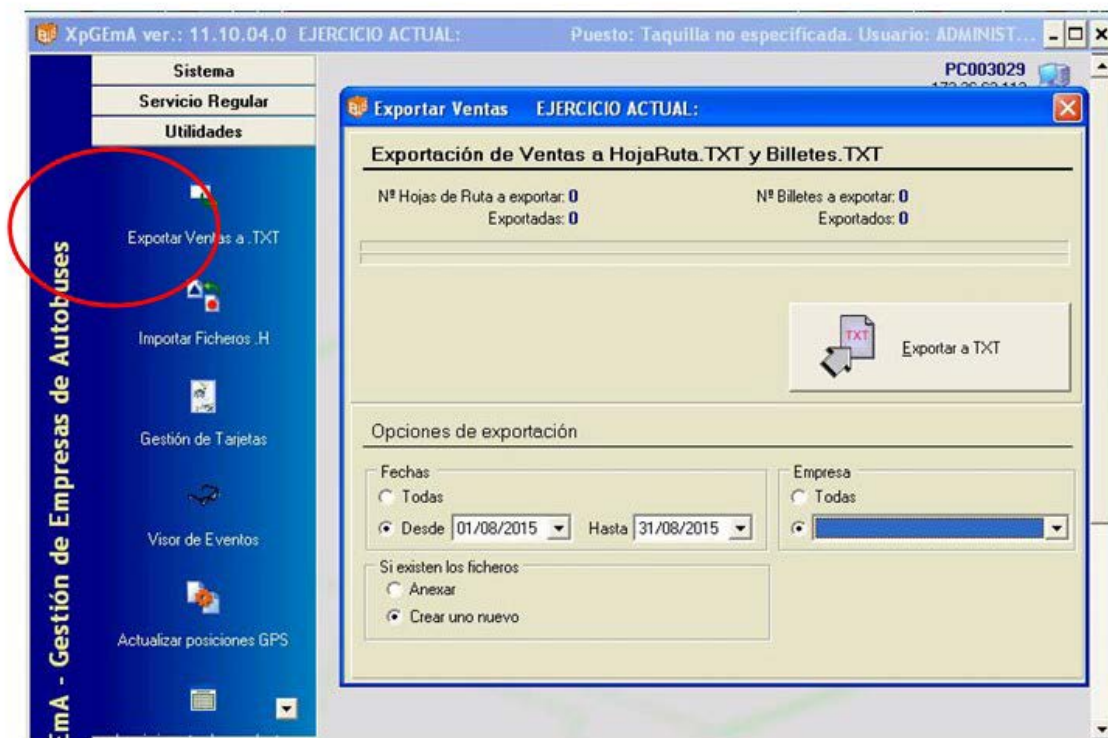 XpGEmA ver.: 11.10.04.0 EJERCICIO ACTUAL: Puesto: Taquilla no especificada. Usuario: ADMINIST...
Sistema
Servicio Regular
Utilidades
Exportar Ventas a .TXT
Importar Ficheros .H
Gestión de Tarjetas
Visor de Eventos
Actualizar posiciones GPS
EmA - Gestión de Empresas de Autobuses
PC003029
Exportar Ventas EJERCICIO ACTUAL:
Exportación de Ventas a HojaRuta.TXT y Billetes.TXT
Nº Hojas de Ruta a exportar: 0 Nº Billetes a exportar: 0
Exportadas: 0 Exportados: 0
TXT
Exportar a TXT
Opciones de exportación
Fechas
Todas
Desde 01/08/2015 Hasta 31/08/2015
Empresa
Todas
Si existen los ficheros
Anexar
Crear uno nuevo